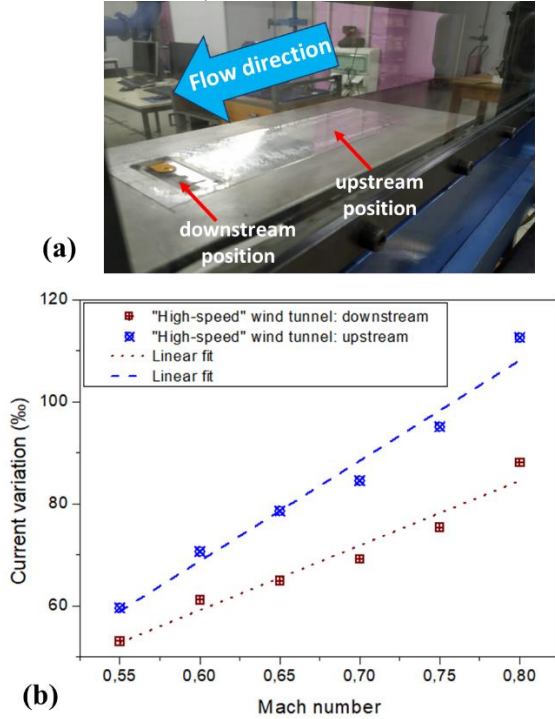 Flow direction
upstream
position
downstream
position
(a)
120
"High-speed" wind tunnel: downstream
"High-speed" wind tunnel: upstream
Linear fit
Linear fit
100
80
60
Current variation (‰)
0,55 0,60 0,65 0,70 0,75 0,80
Mach number
(b)